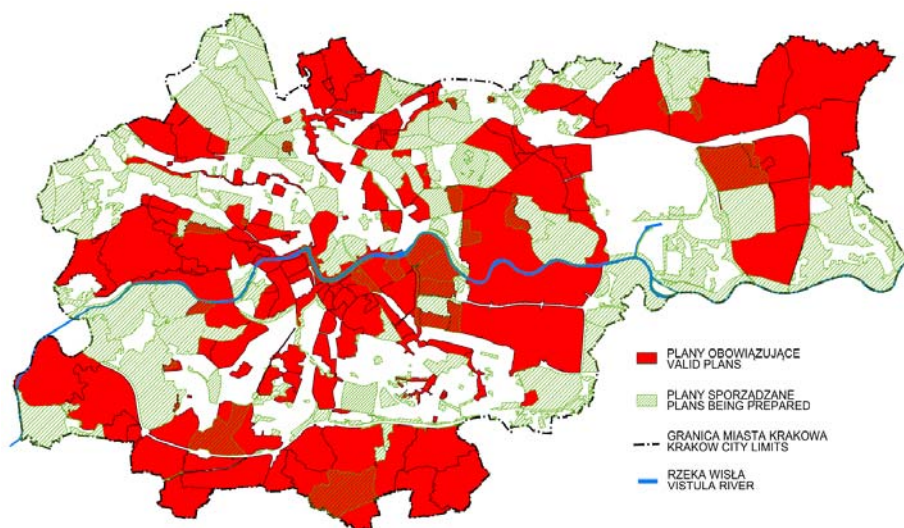 PLANY OBOWIĄZUJĄCE
VALID PLANS
PLANY SPORZĄDZANE
PLANS BEING PREPARED
GRANICA MIASTA KRAKOWA
KRAKOW CITY LIMITS
RZEKA WISŁA
VISTULA RIVER